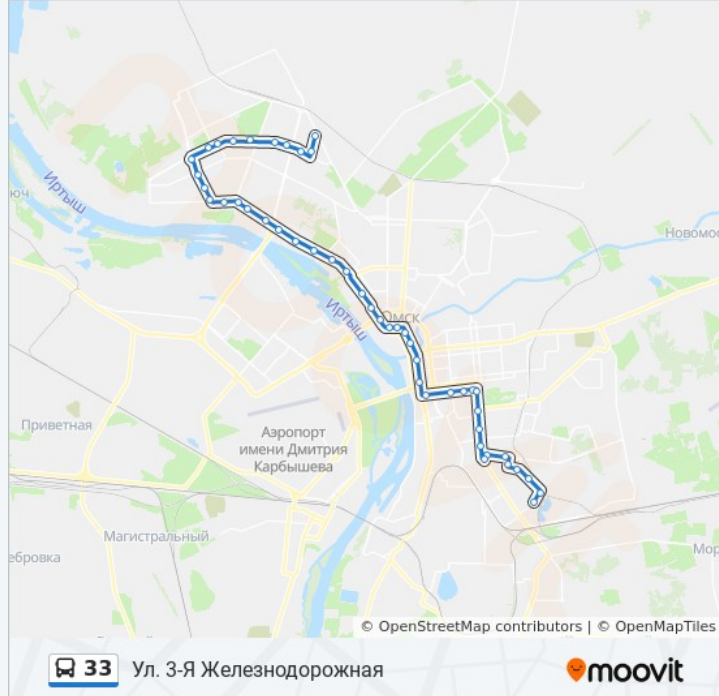 Иртыш
юч
Новомос
Омск
Иртыш
Приветная
Аэропорт
имени Дмитрия
Карбышева
Магистральный
ебровка
Мор
© OpenStreetMap contributors | © OpenMapTiles
33 Ул. 3-Я Железнодорожная
moovit